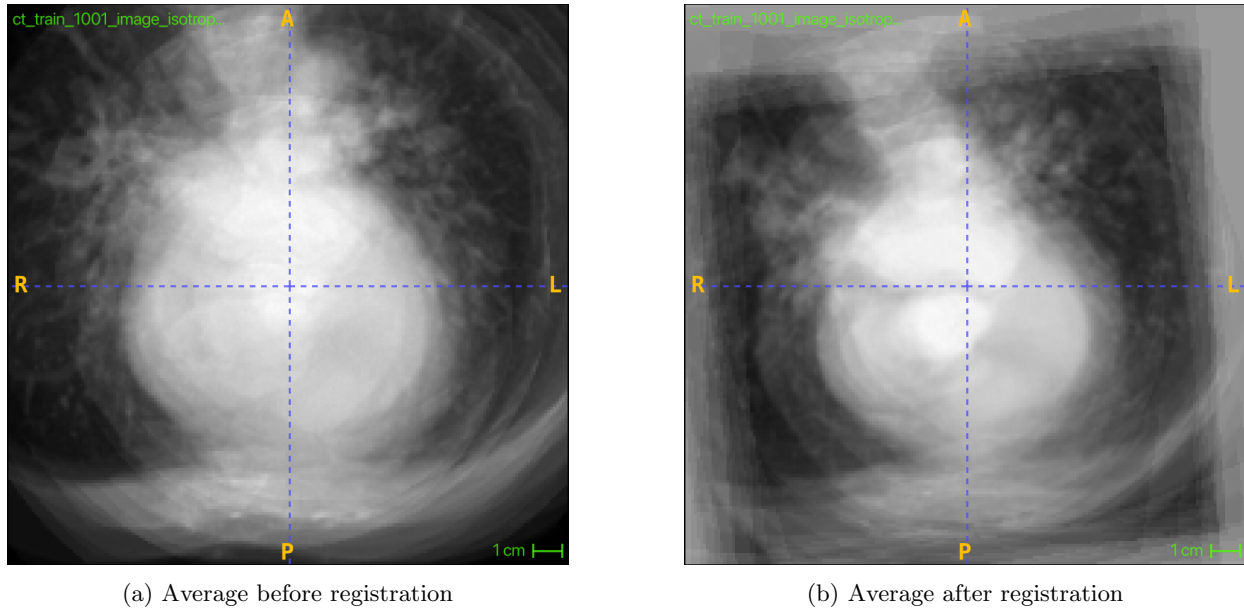 ct_train_1001_image_isotrop...
A
R
L
P
1 cm
ct_train_1001_image_isotrop...
A
R
L
P
1 cm
(a) Average before registration
(b) Average after registration